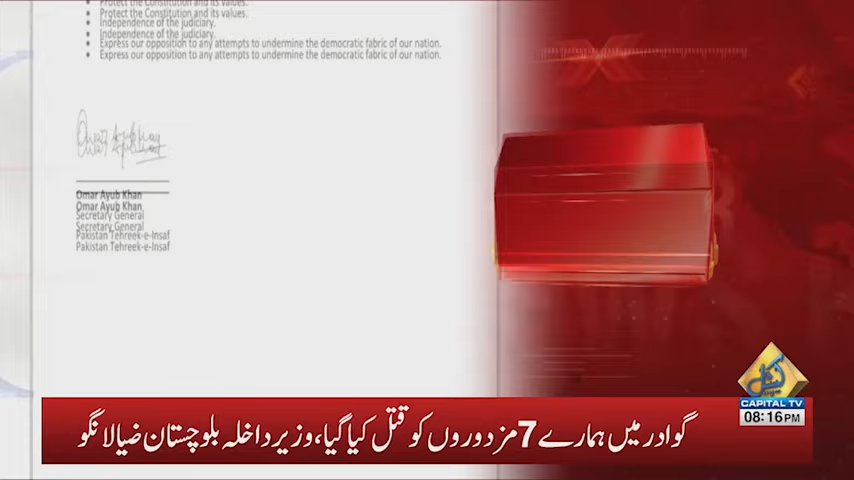 Protect the Constitution and its values.
Protect the Constitution and its values.
Independence of the judiciary.
Independence of the judiciary.
Express our opposition to any attempts to undermine the democratic fabric of our nation.
Express our opposition to any attempts to undermine the democratic fabric of our nation.
Omar Ayub Khan
Omar Ayub Khan
Secretary General
Secretary General
Pakistan Tehreek-e-Insaf
Pakistan Tehreek-e-Insaf
CAPITAL TV
08:16 PM
گوادر میں ہمارے 7 مزدوروں کو قتل کیا گیا، وزیر داخلہ بلوچستان ضیالانگو